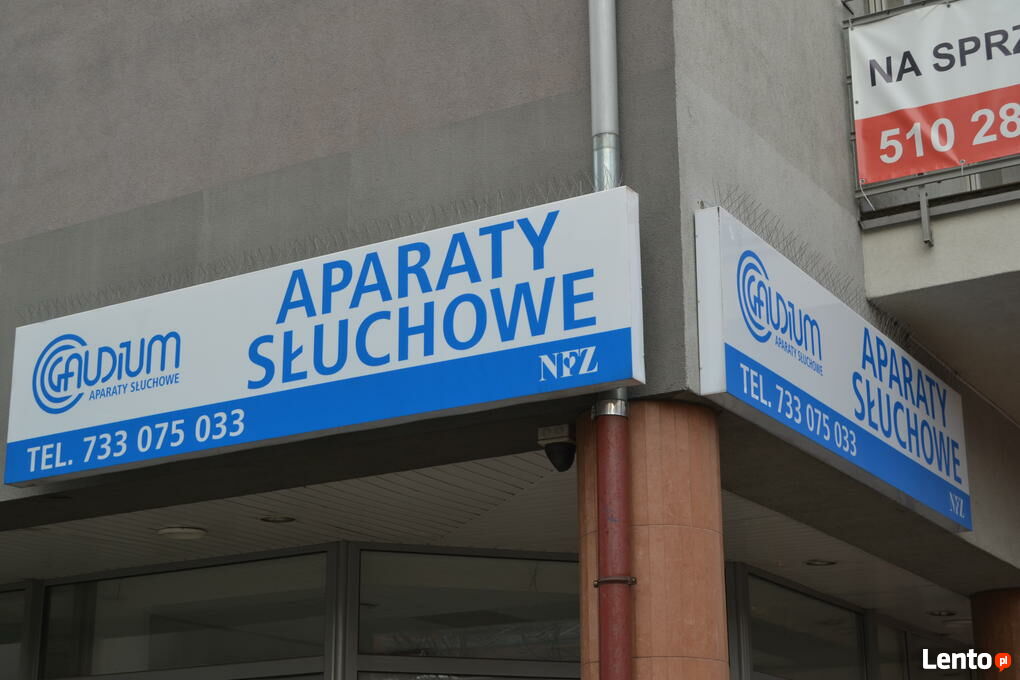 GAUDIUM
APARATY SŁUCHOWE
APARATY
SŁUCHOWE
NFZ
TEL. 733 075 033
GAUDIUM
APARATY SŁUCHOWE
APARATY
SŁUCHOWE
TEL. 733 075 033
NFZ
NA SPRZ
510 28
Lento.pl